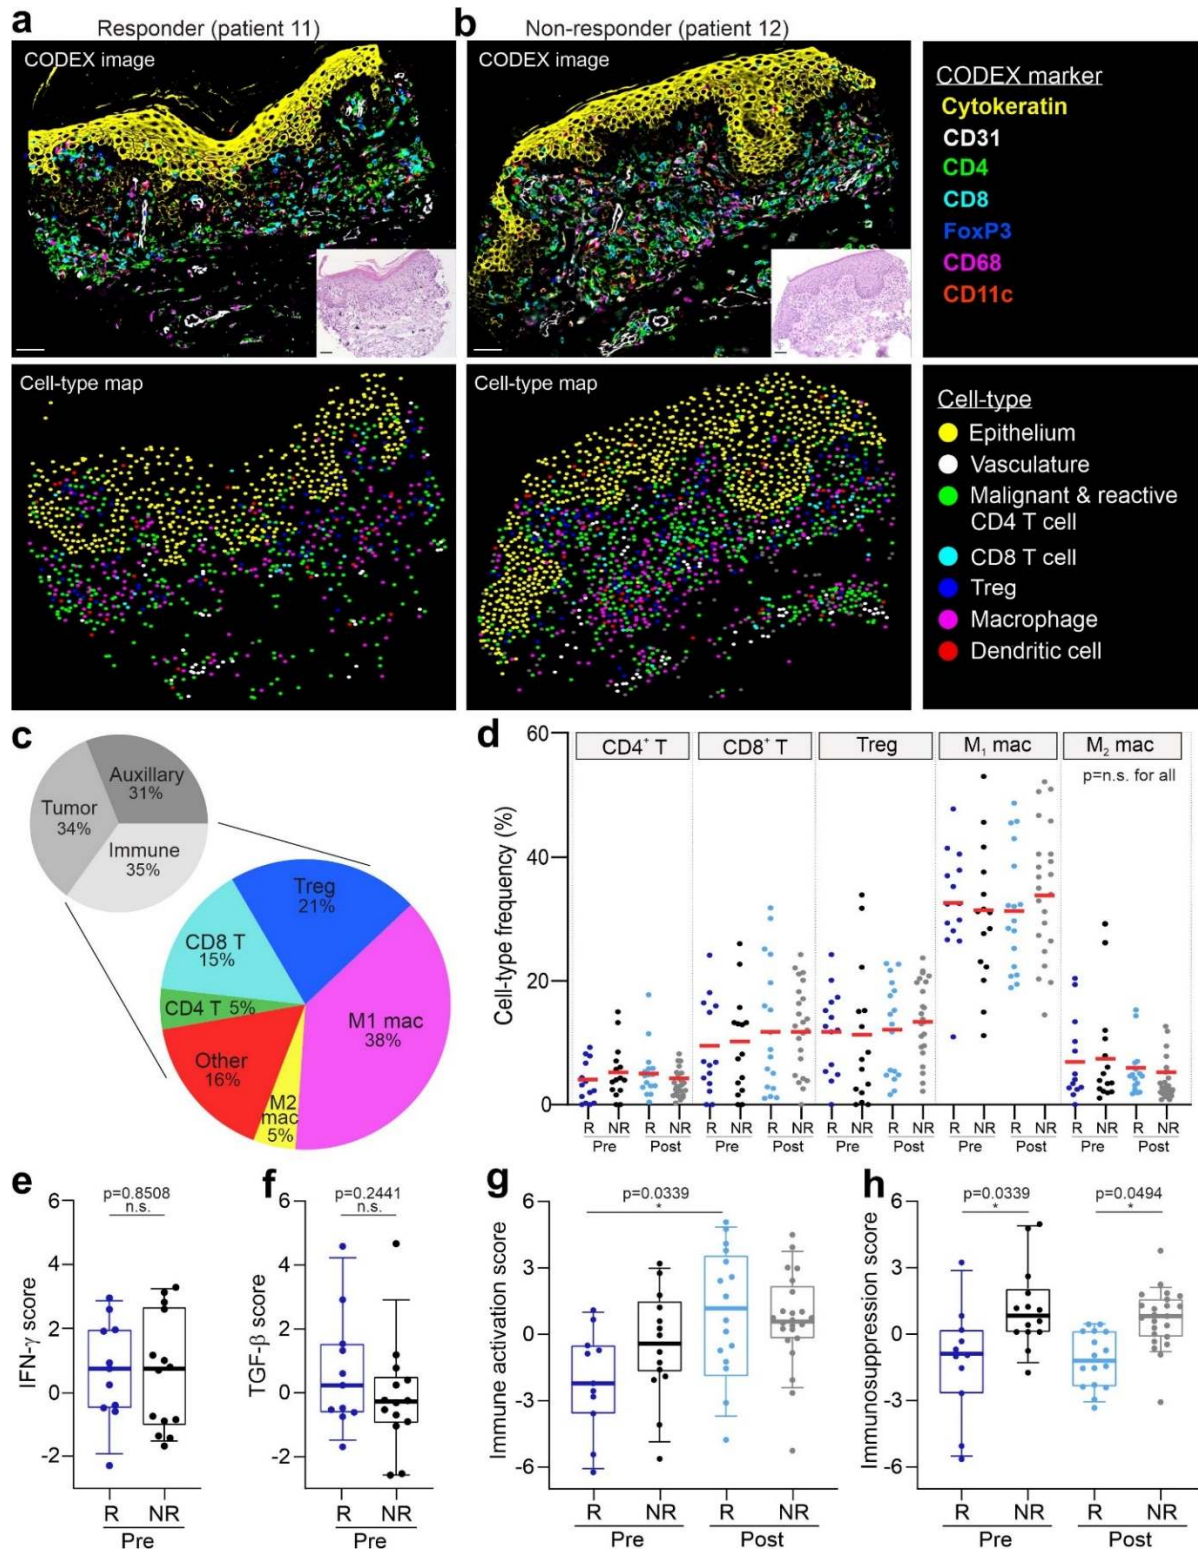 a Responder (patient 11)
b Non-responder (patient 12)
CODEX image
CODEX image
CODEX marker
Cytokeratin
CD31
CD4
CD8
FoxP3
CD68
CD11c
Cell-type map
Cell-type map
Cell-type
Epithelium
Vasculature
Malignant & reactive
CD4 T cell
CD8 T cell
Treg
Macrophage
Dendritic cell
c
Auxillary
31%
Tumor
34%
Immune
35%
Treg
21%
CD8 T
15%
CD4 T 5%
M1 mac
38%
Other
16%
M2
mac
5%
d
CD4⁺ T CD8⁺ T Treg M₁ mac M₂ mac
p=n.s. for all
Cell-type frequency (%)
60
40
20
0
R NR R NR R NR R NR R NR R NR R NR R NR R NR R NR
Pre Post Pre Post Pre Post Pre Post Pre Post
e
p=0.8508
n.s.
IFN-γ score
6
4
2
0
-2
R NR
Pre
f
p=0.2441
n.s.
TGF-β score
6
4
2
0
-2
R NR
Pre
g
p=0.0339
*
Immune activation score
6
3
0
-3
-6
R NR R NR
Pre Post
h
p=0.0339 p=0.0494
* *
Immunosuppression score
6
3
0
-3
-6
R NR R NR
Pre Post